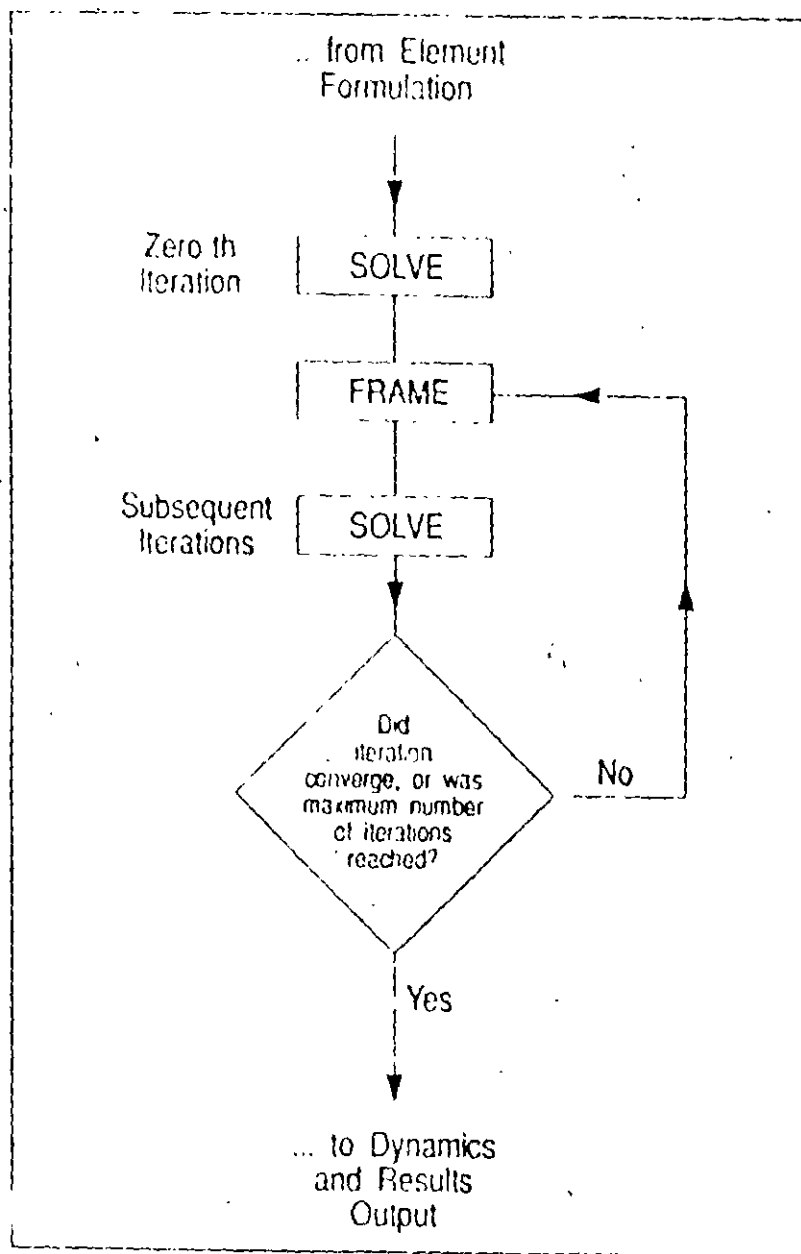 ... from Element
Formulation
Zero th
Iteration
SOLVE
FRAME
Subsequent
Iterations
SOLVE
Did
iteration
converge, or was
maximum number
of iterations
reached?
No
Yes
... to Dynamics
and Results
Output